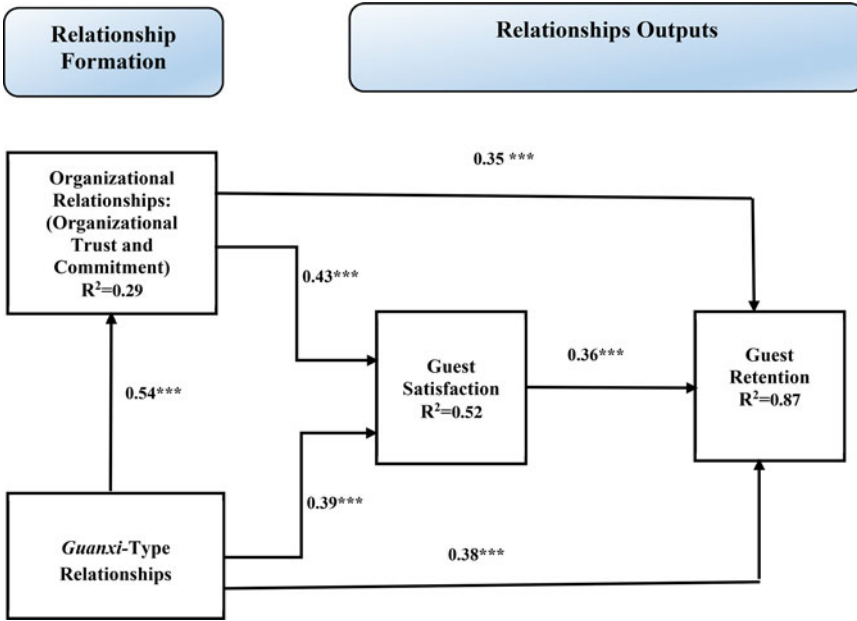 Relationship
Formation
Relationships Outputs
Organizational
Relationships:
(Organizational
Trust and
Commitment)
R²=0.29
0.35 ***
0.43***
0.54***
Guest
Satisfaction
R²=0.52
0.36***
Guest
Retention
R²=0.87
0.39***
Guanxi-Type
Relationships
0.38***